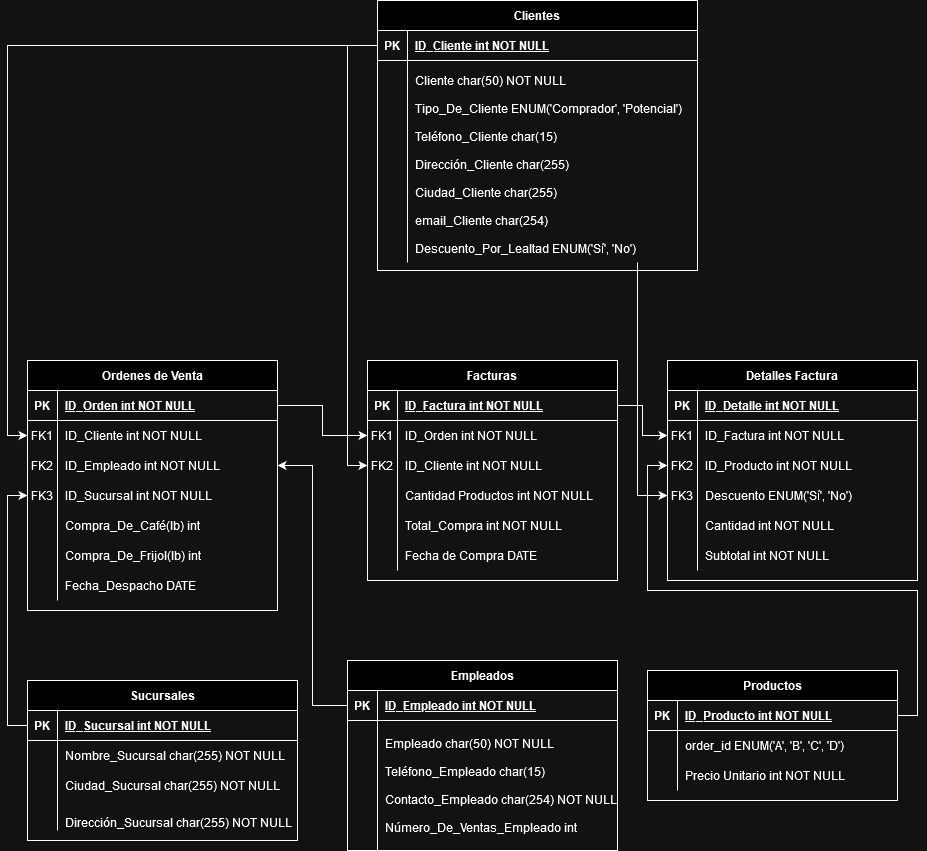 Clientes
PK ID_Cliente int NOT NULL
Cliente char(50) NOT NULL
Tipo_De_Cliente ENUM('Comprador', 'Potencial')
Teléfono_Cliente char(15)
Dirección_Cliente char(255)
Ciudad_Cliente char(255)
email_Cliente char(254)
Descuento_Por_Lealtad ENUM('Sí', 'No')
Ordenes de Venta
PK ID_Orden int NOT NULL
FK1 ID_Cliente int NOT NULL
FK2 ID_Empleado int NOT NULL
FK3 ID_Sucursal int NOT NULL
Compra_De_Café(lb) int
Compra_De_Frijol(lb) int
Fecha_Despacho DATE
Facturas
PK ID_Factura int NOT NULL
FK1 ID_Orden int NOT NULL
FK2 ID_Cliente int NOT NULL
Cantidad Productos int NOT NULL
Total_Compra int NOT NULL
Fecha de Compra DATE
Detalles Factura
PK ID_Detalle int NOT NULL
FK1 ID_Factura int NOT NULL
FK2 ID_Producto int NOT NULL
FK3 Descuento ENUM('Sí', 'No')
Cantidad int NOT NULL
Subtotal int NOT NULL
Sucursales
PK ID_Sucursal int NOT NULL
Nombre_Sucursal char(255) NOT NULL
Ciudad_Sucursal char(255) NOT NULL
Dirección_Sucursal char(255) NOT NULL
Empleados
PK ID_Empleado int NOT NULL
Empleado char(50) NOT NULL
Teléfono_Empleado char(15)
Contacto_Empleado char(254) NOT NULL
Número_De_Ventas_Empleado int
Productos
PK ID_Producto int NOT NULL
order_id ENUM('A', 'B', 'C', 'D')
Precio Unitario int NOT NULL